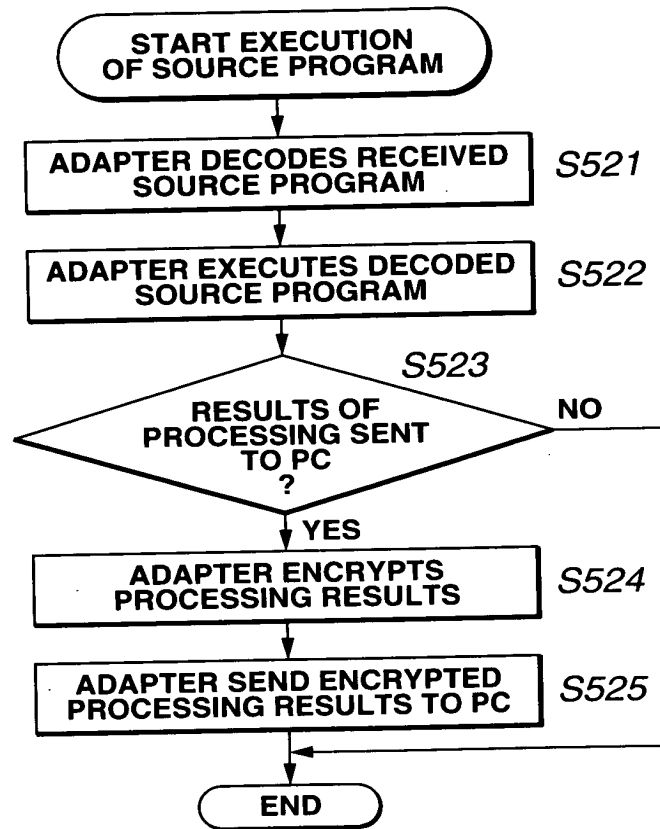 START EXECUTION
OF SOURCE PROGRAM
ADAPTER DECODES RECEIVED
SOURCE PROGRAM
S521
ADAPTER EXECUTES DECODED
SOURCE PROGRAM
S522
S523
RESULTS OF
PROCESSING SENT
TO PC
?
NO
YES
ADAPTER ENCRYPTS
PROCESSING RESULTS
S524
ADAPTER SEND ENCRYPTED
PROCESSING RESULTS TO PC
S525
END